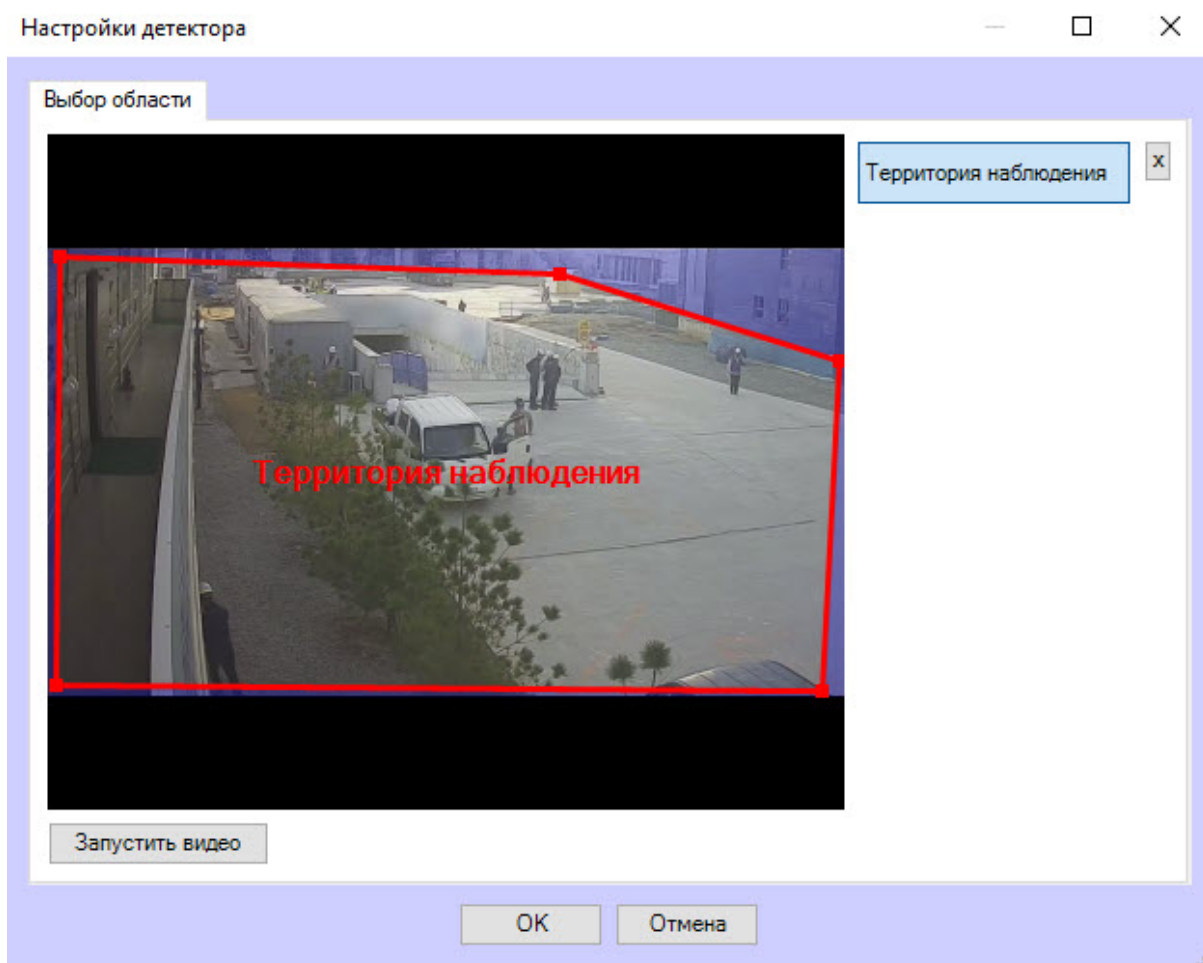 Настройки детектора
Выбор области
Территория наблюдения
x
Территория наблюдения
Запустить видео
OK
Отмена